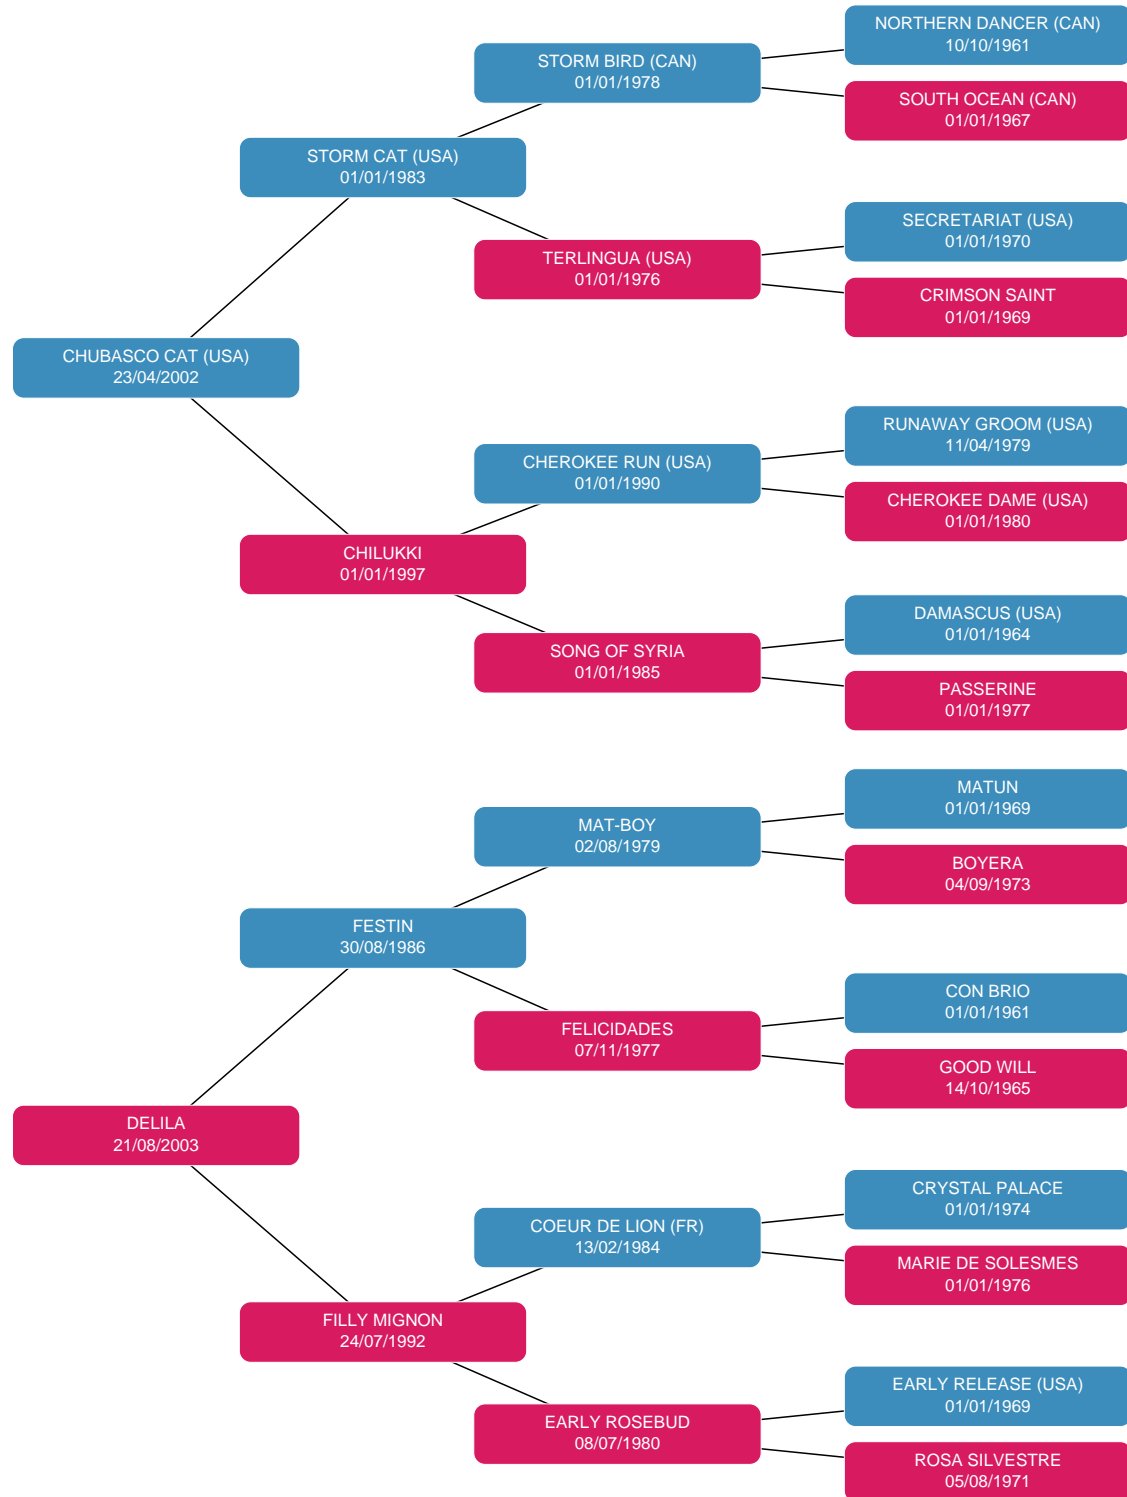 NORTHERN DANCER (CAN)
10/10/1961
STORM BIRD (CAN)
01/01/1978
SOUTH OCEAN (CAN)
01/01/1967
STORM CAT (USA)
01/01/1983
SECRETARIAT (USA)
01/01/1970
TERLINGUA (USA)
01/01/1976
CRIMSON SAINT
01/01/1969
CHUBASCO CAT (USA)
23/04/2002
RUNAWAY GROOM (USA)
11/04/1979
CHEROKEE RUN (USA)
01/01/1990
CHEROKEE DAME (USA)
01/01/1980
CHILUKKI
01/01/1997
DAMASCUS (USA)
01/01/1964
SONG OF SYRIA
01/01/1985
PASSERINE
01/01/1977
MATUN
01/01/1969
MAT-BOY
02/08/1979
BOYERA
04/09/1973
FESTIN
30/08/1986
CON BRIO
01/01/1961
FELICIDADES
07/11/1977
GOOD WILL
14/10/1965
DELILA
21/08/2003
CRYSTAL PALACE
01/01/1974
COEUR DE LION (FR)
13/02/1984
MARIE DE SOLESMES
01/01/1976
FILLY MIGNON
24/07/1992
EARLY RELEASE (USA)
01/01/1969
EARLY ROSEBUD
08/07/1980
ROSA SILVESTRE
05/08/1971